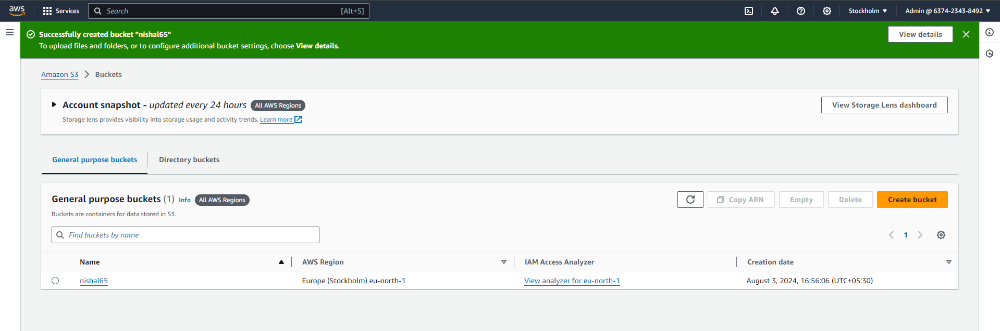 aws Services Search [Alt+S] Stockholm Admin @ 6374-2343-8492
Successfully created bucket "nishal65"
To upload files and folders, or to configure additional bucket settings, choose View details.
View details
Amazon S3 Buckets
Account snapshot - updated every 24 hours All AWS Regions
Storage lens provides visibility into storage usage and activity trends. Learn more
View Storage Lens dashboard
General purpose buckets Directory buckets
General purpose buckets (1) Info All AWS Regions
Buckets are containers for data stored in S3.
Copy ARN Empty Delete Create bucket
Find buckets by name
1
Name AWS Region IAM Access Analyzer Creation date
nishal65 Europe (Stockholm) eu-north-1 View analyzer for eu-north-1 August 3, 2024, 16:56:06 (UTC+05:30)